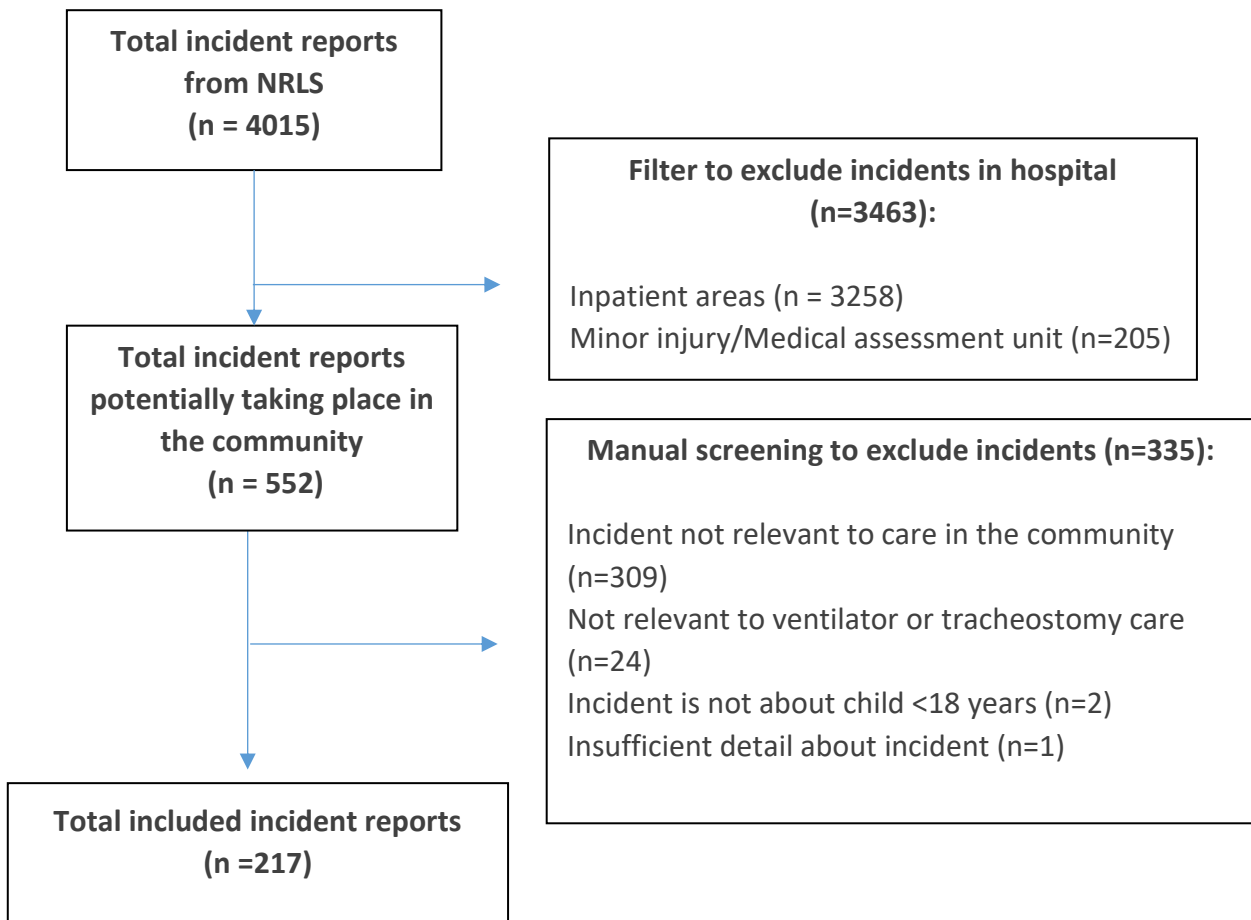 Total incident reports
from NRLS
(n = 4015)
Filter to exclude incidents in hospital
(n=3463):
Inpatient areas (n = 3258)
Minor injury/Medical assessment unit (n=205)
Total incident reports
potentially taking place in
the community
(n = 552)
Manual screening to exclude incidents (n=335):
Incident not relevant to care in the community
(n=309)
Not relevant to ventilator or tracheostomy care
(n=24)
Incident is not about child <18 years (n=2)
Insufficient detail about incident (n=1)
Total included incident reports
(n =217)